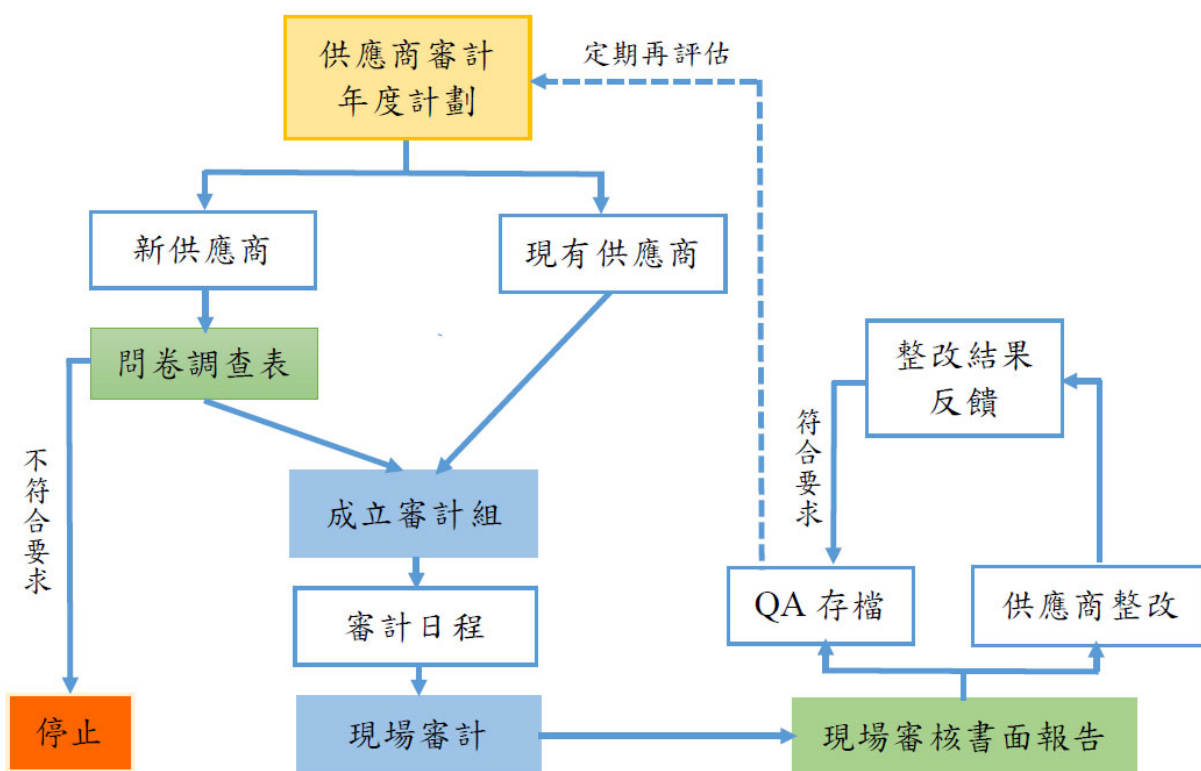 供應商審計
年度計劃
定期再評估
新供應商
現有供應商
問卷調查表
整改結果
反饋
不符合要求
符合要求
成立審計組
審計日程
QA 存檔
供應商整改
停止
現場審計
現場審核書面報告